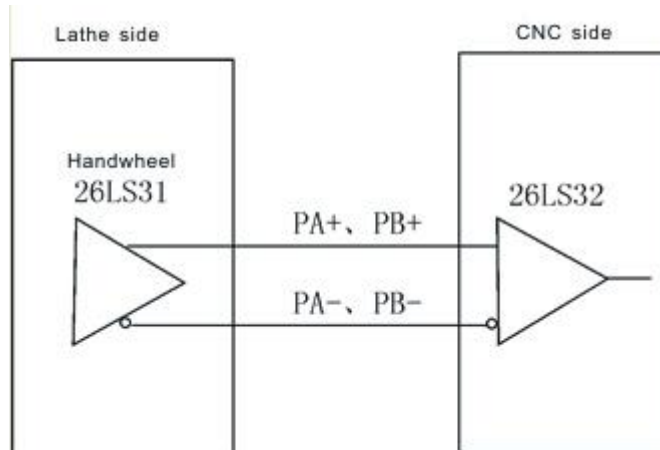 Lathe side
CNC side
Handwheel
26LS31
26LS32
PA+、PB+
PA-、PB-